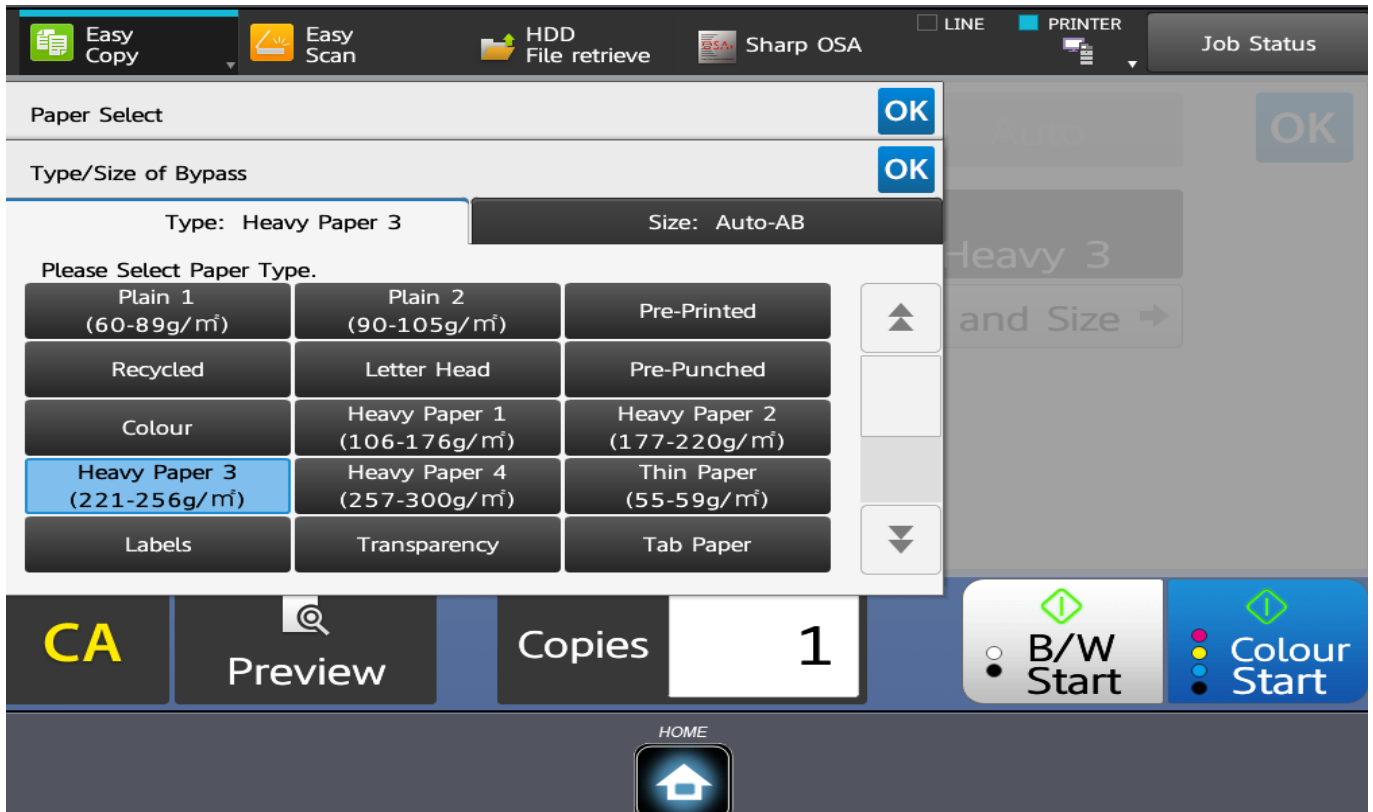 Easy
Copy
Easy
Scan
HDD
File retrieve
OSA
Sharp OSA
LINE
PRINTER
Job Status
Paper Select
OK
Type/Size of Bypass
OK
Type: Heavy Paper 3
Size: Auto-AB
Please Select Paper Type.
Plain 1
(60-89g/㎡)
Plain 2
(90-105g/㎡)
Pre-Printed
Recycled
Letter Head
Pre-Punched
Colour
Heavy Paper 1
(106-176g/㎡)
Heavy Paper 2
(177-220g/㎡)
Heavy Paper 3
(221-256g/㎡)
Heavy Paper 4
(257-300g/㎡)
Thin Paper
(55-59g/㎡)
Labels
Transparency
Tab Paper
Auto
OK
Heavy 3
and Size
CA
Preview
Copies
1
B/W
Start
Colour
Start
HOME